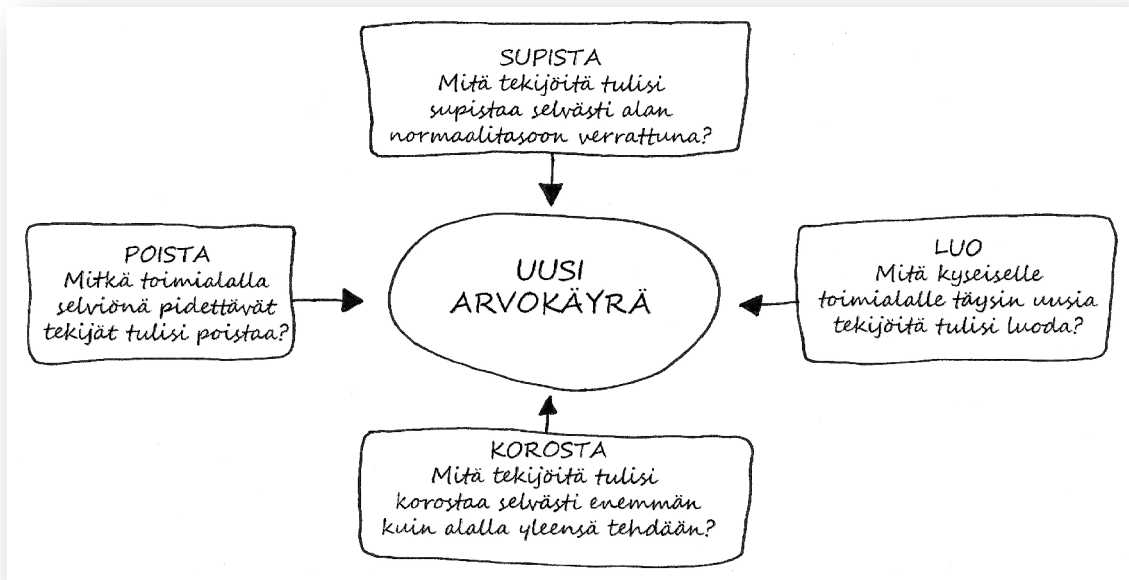 SUPISTA
Mitä tekijöitä tulisi
supistaa selvästi alan
normaalitasoon verrattuna?
POISTA
Mitkä toimialalla
selviönä pidettävät
tekijät tulisi poistaa?
UUSI
ARVOKÄYRÄ
LUO
Mitä kyseiselle
toimialalle täysin uusia
tekijöitä tulisi luoda?
KOROSTA
Mitä tekijöitä tulisi
korostaa selvästi enemmän
kuin alalla yleensä tehdään?